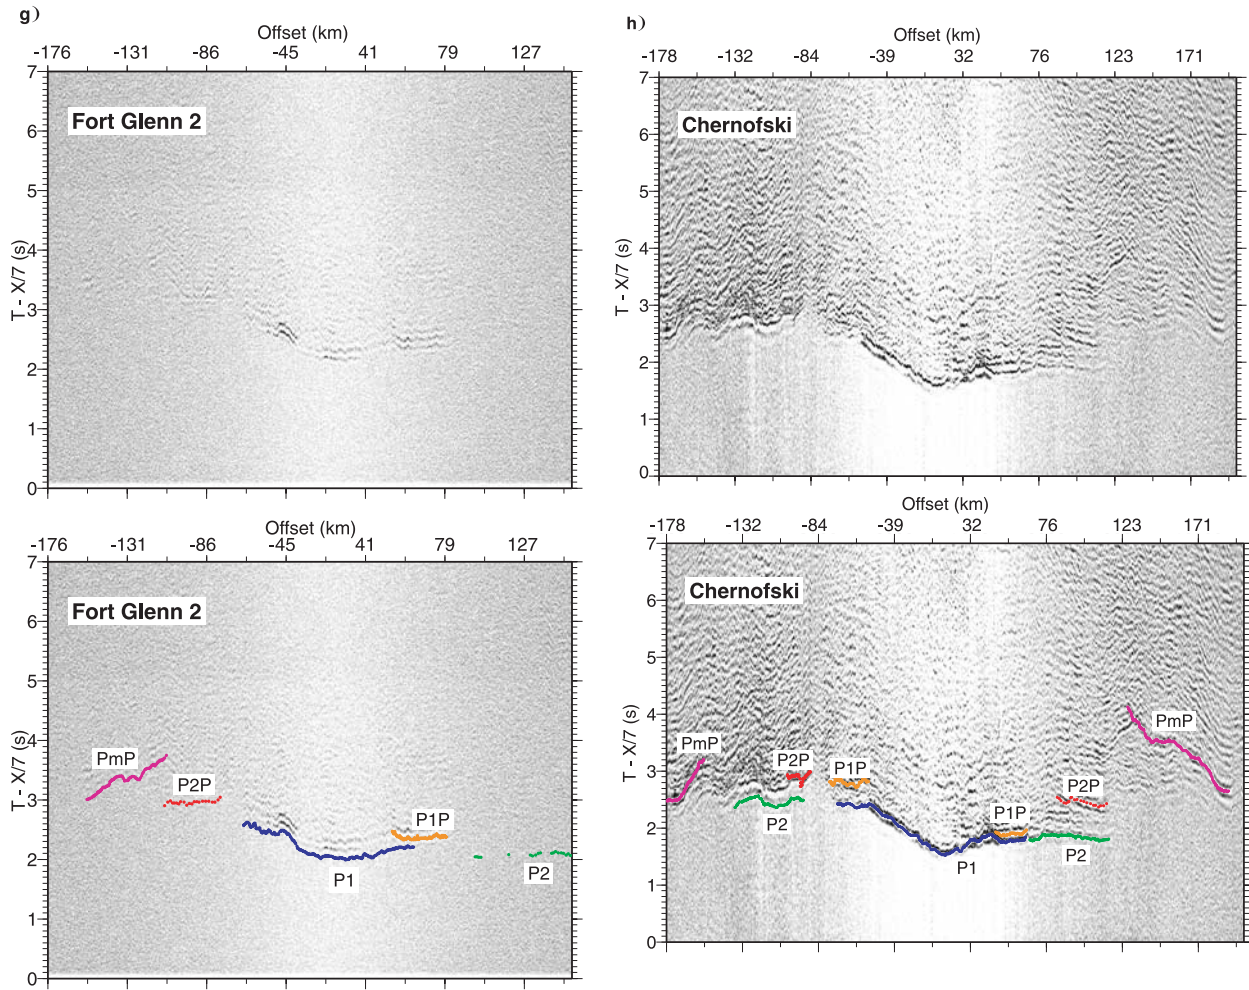 g)
Offset (km)
-176 -131 -86 -45 41 79 127
7
6
5
4
3
2
1
0
T - X/7 (s)
Fort Glenn 2
h)
Offset (km)
-178 -132 -84 -39 32 76 123 171
7
6
5
4
3
2
1
0
T - X/7 (s)
Chernofski
Offset (km)
-176 -131 -86 -45 41 79 127
7
6
5
4
3
2
1
0
T - X/7 (s)
Fort Glenn 2
PmP
P2P
P1P
P1
P2
Offset (km)
-178 -132 -84 -39 32 76 123 171
7
6
5
4
3
2
1
0
T - X/7 (s)
Chernofski
PmP
PmP
P2P
P1P
P2P
P1P
P2
P1
P2